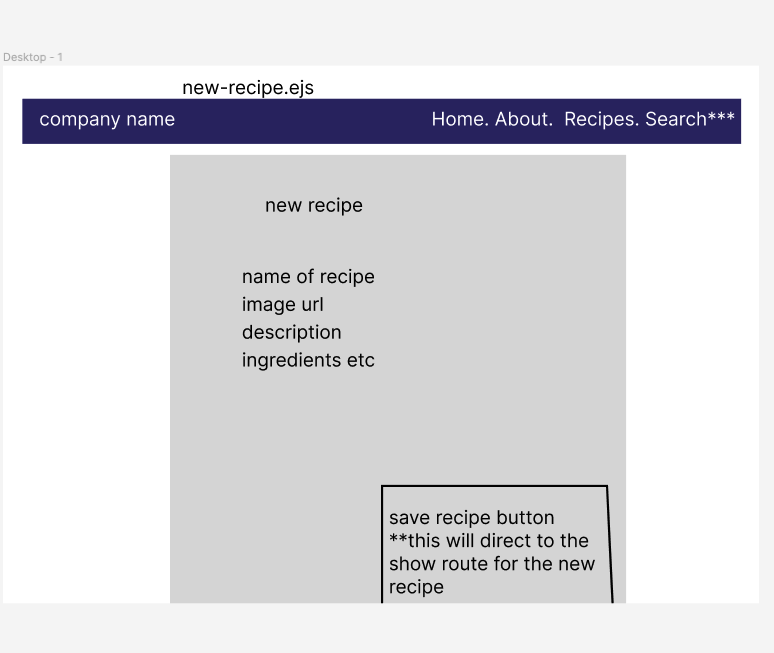 Desktop - 1
new-recipe.ejs
company name
Home. About. Recipes. Search***
new recipe
name of recipe
image url
description
ingredients etc
save recipe button
**this will direct to the
show route for the new
recipe